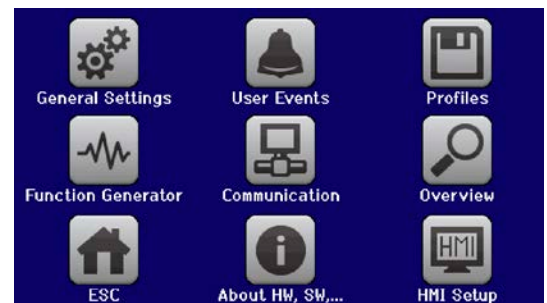 General Settings
User Events
Profiles
Function Generator
Communication
Overview
HMI
ESC
About HW, SW,...
HMI Setup